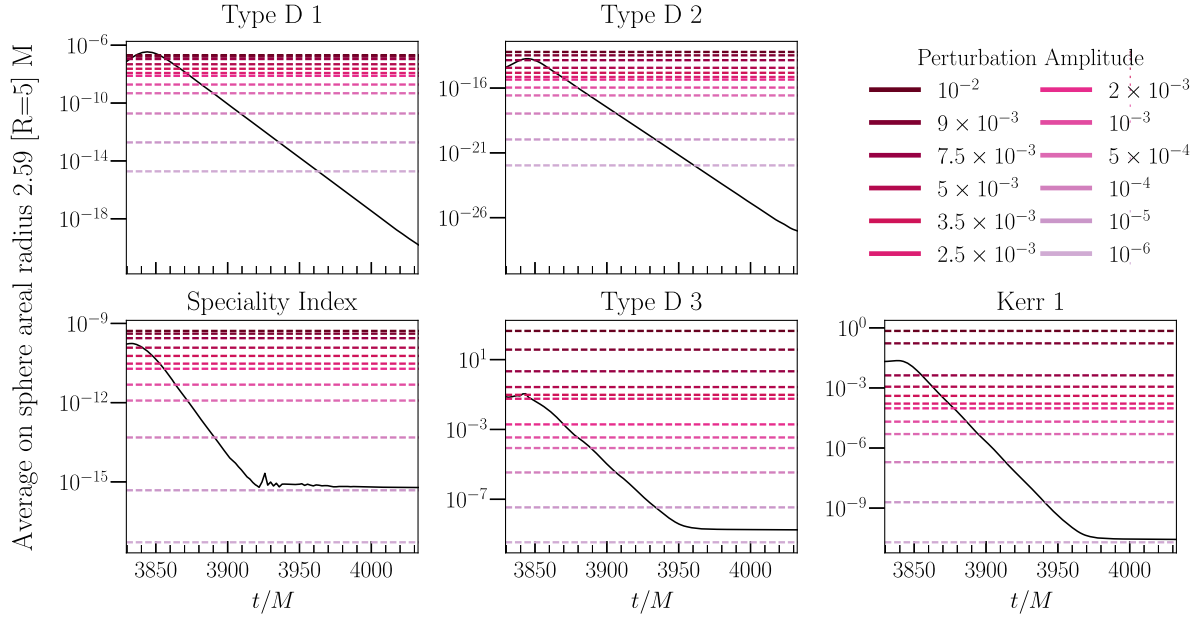 Type D 1
Type D 2
Average on sphere areal radius 2.59 [R=5] M
10⁻⁶
10⁻¹⁰
10⁻¹⁴
10⁻¹⁸
10⁻¹⁶
10⁻²¹
10⁻²⁶
Perturbation Amplitude
10⁻²
9 × 10⁻³
7.5 × 10⁻³
5 × 10⁻³
3.5 × 10⁻³
2.5 × 10⁻³
2 × 10⁻³
10⁻³
5 × 10⁻⁴
10⁻⁴
10⁻⁵
10⁻⁶
Speciality Index
Type D 3
Kerr 1
10⁻⁹
10⁻¹²
10⁻¹⁵
10¹
10⁻³
10⁻⁷
10⁰
10⁻³
10⁻⁶
10⁻⁹
3850 3900 3950 4000
3850 3900 3950 4000
3850 3900 3950 4000
t/M
t/M
t/M